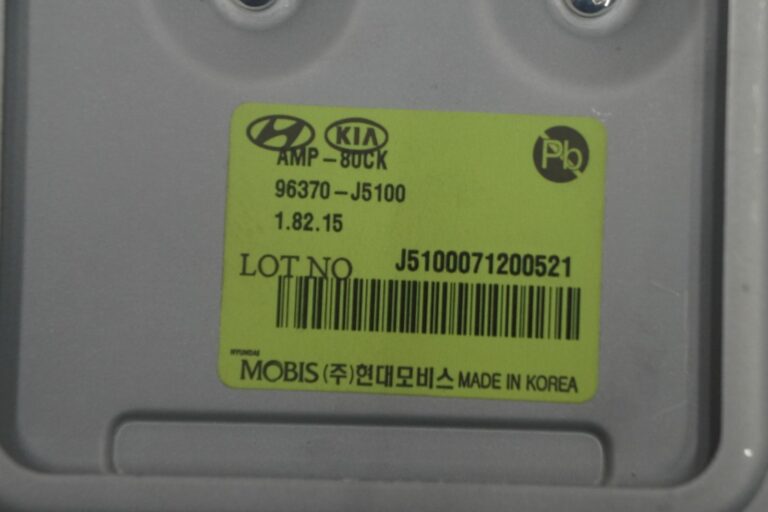 KIA
AMP-80CK
Pb
96370-J5100
1.82.15
LOT NO J5100071200521
HYUNDAI
MOBIS (주)현대모비스 MADE IN KOREA